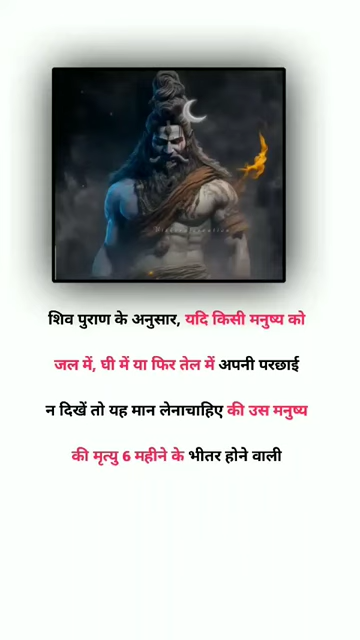 शिव पुराण के अनुसार, यदि किसी मनुष्य को
जल में, घी में या फिर तेल में अपनी परछाई
न दिखें तो यह मान लेनाचाहिए की उस मनुष्य
की मृत्यु 6 महीने के भीतर होने वाली